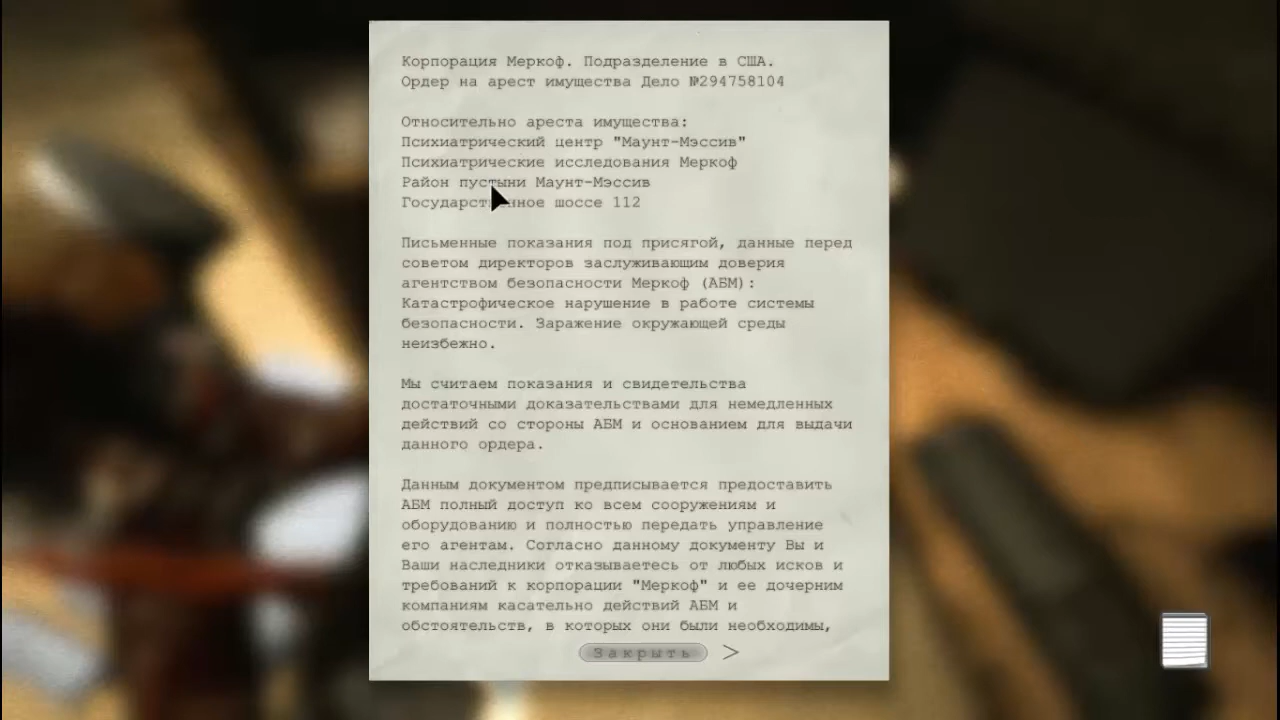 Корпорация Меркоф. Подразделение в США.
Ордер на арест имущества Дело №294758104
Относительно ареста имущества:
Психиатрический центр "Маунт-Мэссив"
Психиатрические исследования Меркоф
Район пустыни Маунт-Мэссив
Государственное шоссе 112
Письменные показания под присягой, данные перед
советом директоров заслуживающим доверия
агентством безопасности Меркоф (АБМ):
Катастрофическое нарушение в работе системы
безопасности. Заражение окружающей среды
неизбежно.
Мы считаем показания и свидетельства
достаточными доказательствами для немедленных
действий со стороны АБМ и основанием для выдачи
данного ордера.
Данным документом предписывается предоставить
АБМ полный доступ ко всем сооружениям и
оборудованию и полностью передать управление
его агентам. Согласно данному документу Вы и
Ваши наследники отказываетесь от любых исков и
требований к корпорации "Меркоф" и ее дочерним
компаниям касательно действий АБМ и
обстоятельств, в которых они были необходимы,
Закрыть >